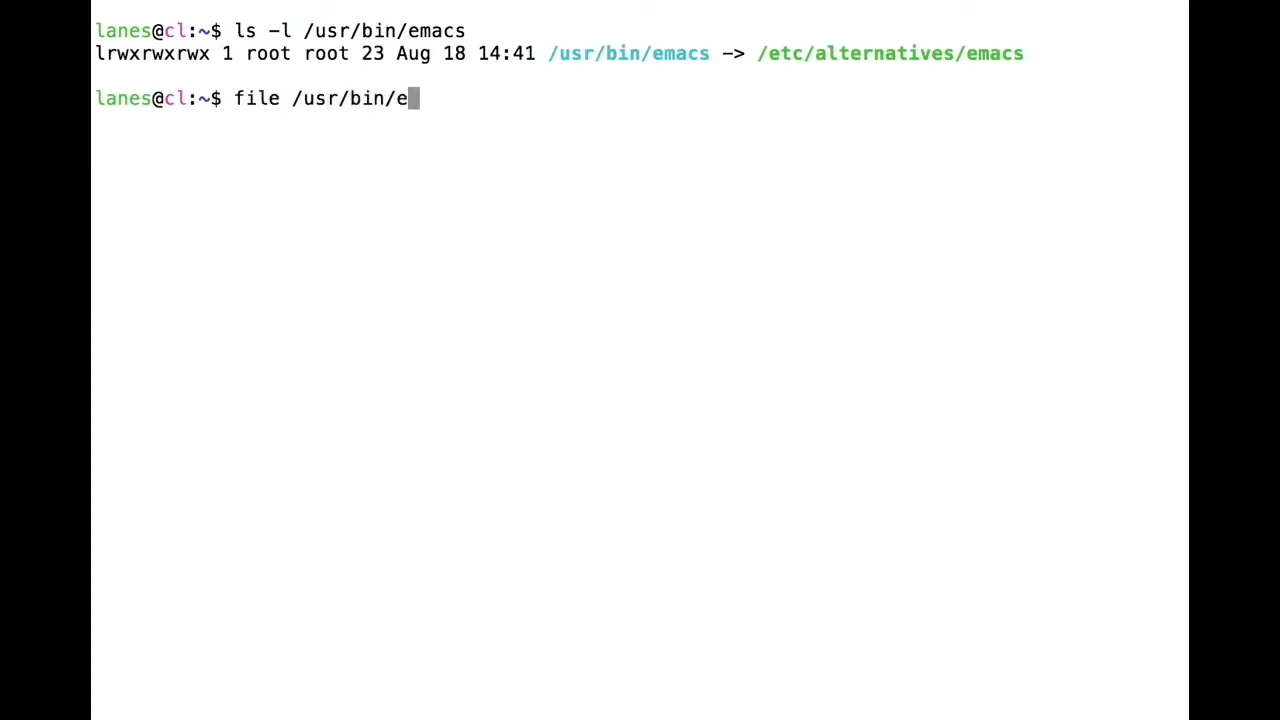 lanes@cl:~$ ls -l /usr/bin/emacs
lrwxrwxrwx 1 root root 23 Aug 18 14:41 /usr/bin/emacs -> /etc/alternatives/emacs
lanes@cl:~$ file /usr/bin/e